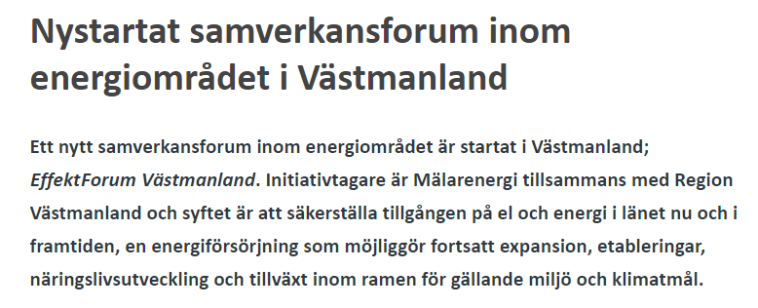 Nystartat samverkansforum inom
energiområdet i Västmanland
Ett nytt samverkansforum inom energiområdet är startat i Västmanland;
EffektForum Västmanland. Initiativtagare är Mälarenergi tillsammans med Region
Västmanland och syftet är att säkerställa tillgången på el och energi i länet nu och i
framtiden, en energiförsörjning som möjliggör fortsatt expansion, etableringar,
näringslivsutveckling och tillväxt inom ramen för gällande miljö och klimatmål.